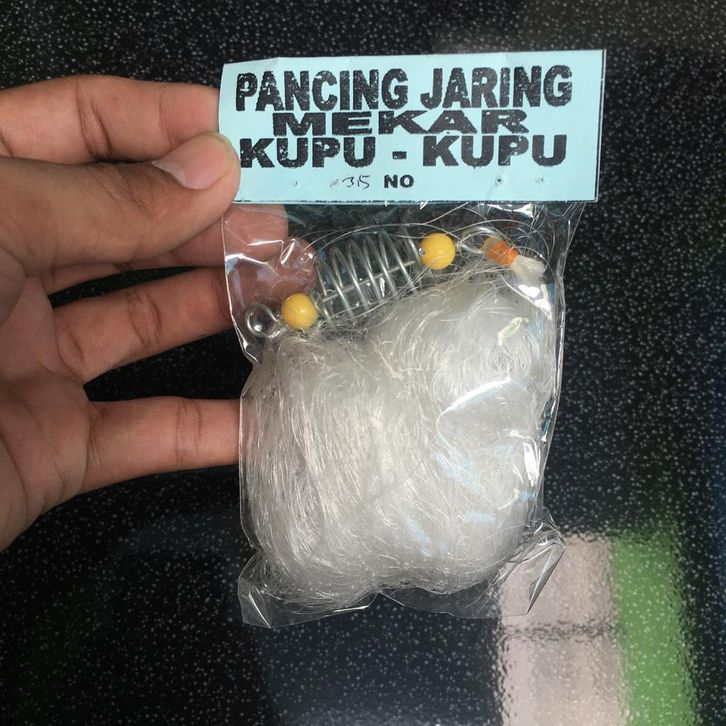 PANCING JARING
MEKAR
KUPU - KUPU
315 NO